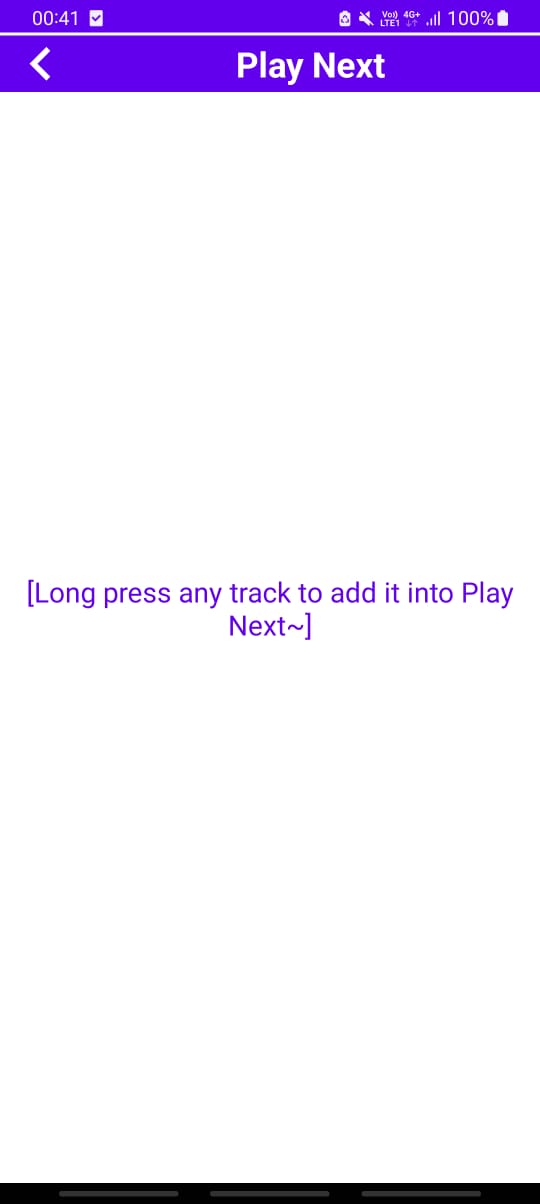 00:41
Vo)) 4G+
LTE1
100%
Play Next
[Long press any track to add it into Play
Next~]